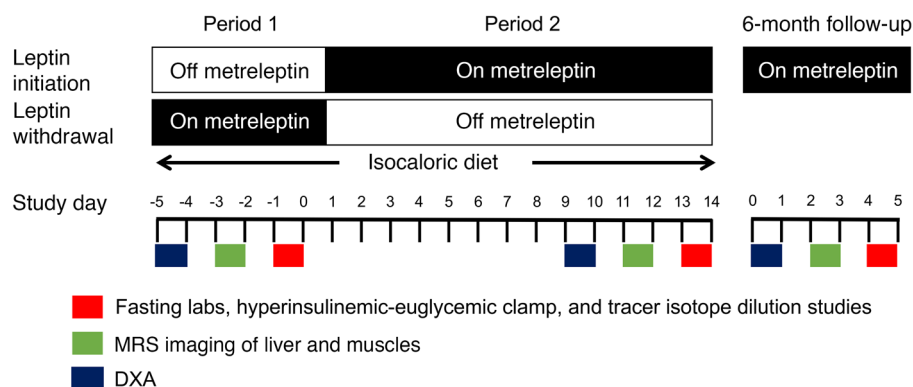 Period 1 Period 2 6-month follow-up
Leptin initiation Off metreleptin On metreleptin On metreleptin
Leptin withdrawal On metreleptin Off metreleptin
Isocaloric diet
Study day -5 -4 -3 -2 -1 0 1 2 3 4 5 6 7 8 9 10 11 12 13 14 0 1 2 3 4 5
Fasting labs, hyperinsulinemic-euglycemic clamp, and tracer isotope dilution studies
MRS imaging of liver and muscles
DXA